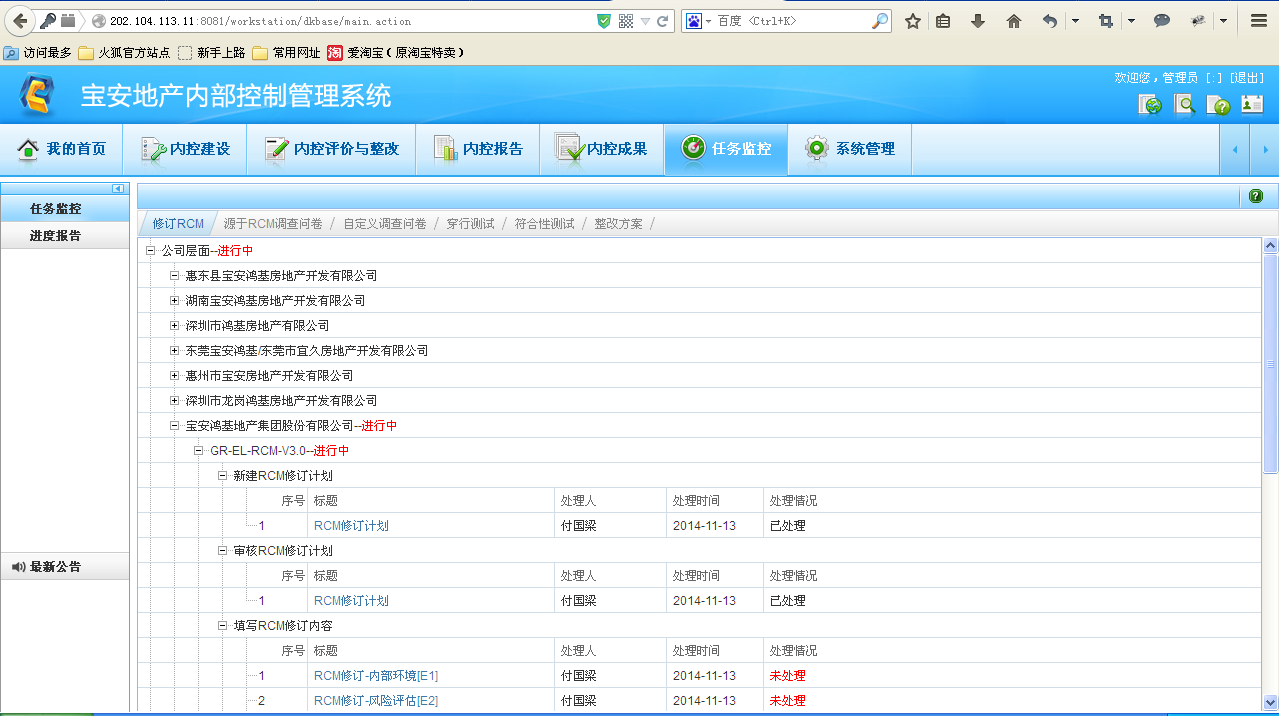 202.104.113.11:8081/workstation/dkbase/main.action 百度 <Ctrl+K>
访问最多 火狐官方站点 新手上路 常用网址 淘 爱淘宝（原淘宝特卖）
欢迎您，管理员 [:] [退出]
宝安地产内部控制管理系统
我的首页 内控建设 内控评价与整改 内控报告 内控成果 任务监控 系统管理
任务监控
进度报告
最新公告
修订RCM 源于RCM调查问卷 / 自定义调查问卷 / 穿行测试 / 符合性测试 / 整改方案 /
公司层面--进行中
惠东县宝安鸿基房地产开发有限公司
湖南宝安鸿基房地产开发有限公司
深圳市鸿基房地产有限公司
东莞宝安鸿基/东莞市宜久房地产开发有限公司
惠州市宝安房地产开发有限公司
深圳市龙岗鸿基房地产开发有限公司
宝安鸿基地产集团股份有限公司--进行中
GR-EL-RCM-V3.0--进行中
新建RCM修订计划
序号 标题 处理人 处理时间 处理情况
1 RCM修订计划 付国梁 2014-11-13 已处理
审核RCM修订计划
序号 标题 处理人 处理时间 处理情况
1 RCM修订计划 付国梁 2014-11-13 已处理
填写RCM修订内容
序号 标题 处理人 处理时间 处理情况
1 RCM修订-内部环境[E1] 付国梁 2014-11-13 未处理
2 RCM修订-风险评估[E2] 付国梁 2014-11-13 未处理